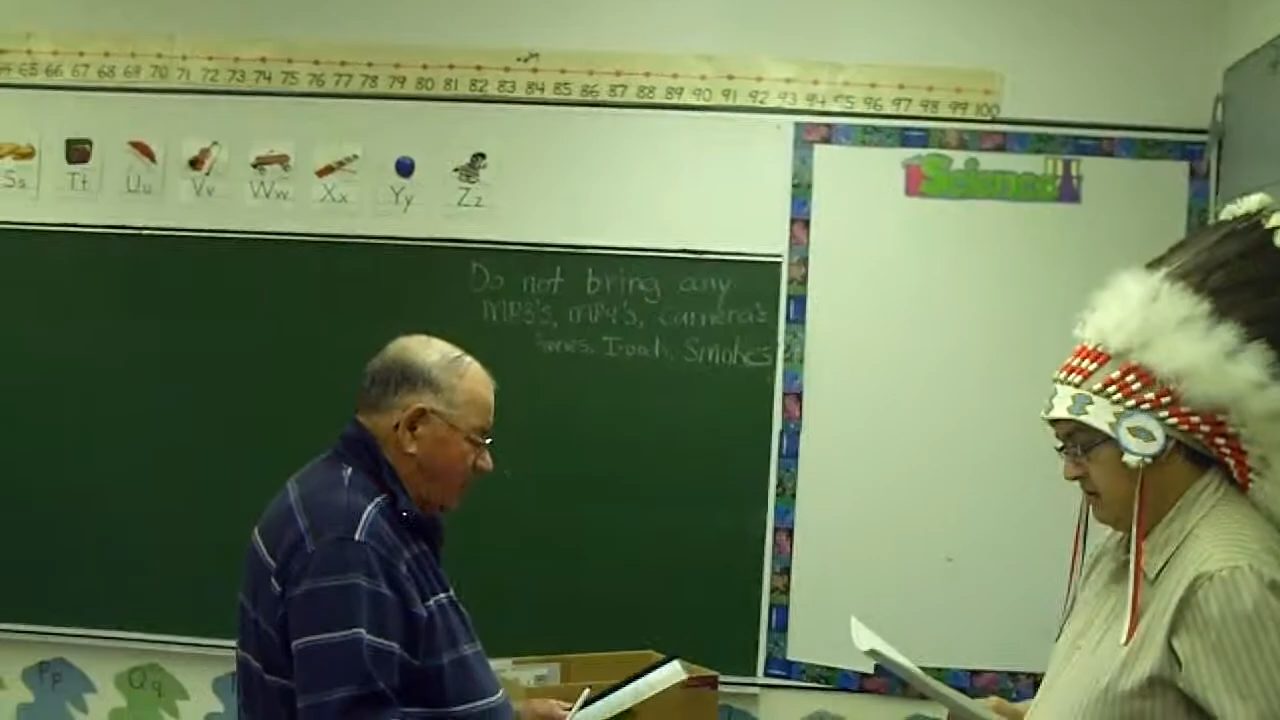 65 66 67 68 69 70 71 72 73 74 75 76 77 78 79 80 81 82 83 84 85 86 87 88 89 90 91 92 93 94 95 96 97 98 99 100
Ss Tt Uu Vv Ww Xx Yy Zz
Science
Do not bring any
MP3's, MP4's, camera's
Smokes
Pp Qq